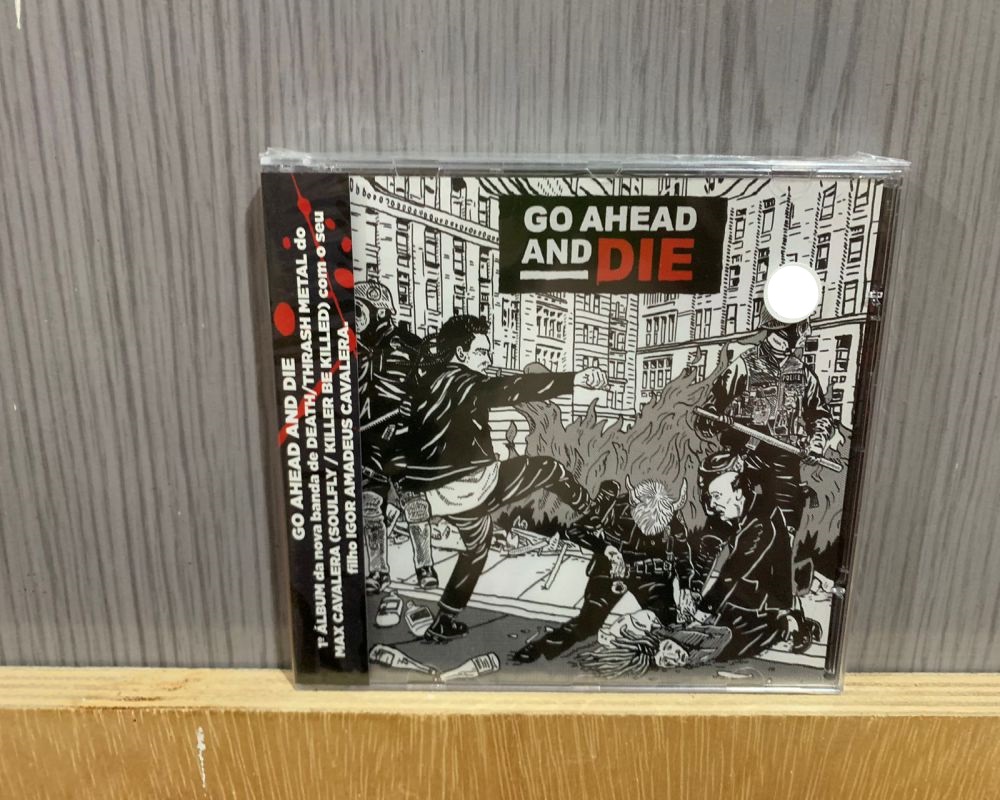 GO AHEAD
AND DIE
GO AHEAD AND DIE
1º ÁLBUM da nova banda de DEATH/THRASH METAL do
MAX CAVALERA (SOULFLY / KILLER BE KILLED) com o seu
filho IGOR AMADEUS CAVALERA.